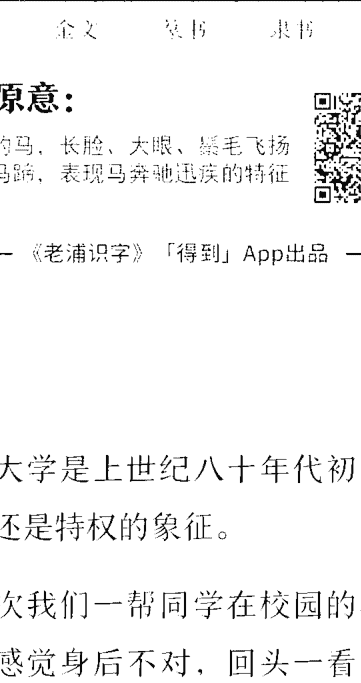 金文 篆书 隶书
原意：
的马，长脸、大眼、鬃毛飞扬
马蹄，表现马奔驰迅疾的特征
《老浦识字》「得到」App出品
大学是上世纪八十年代初
还是特权的象征。
次我们一帮同学在校园的
感觉身后不对，回头一看